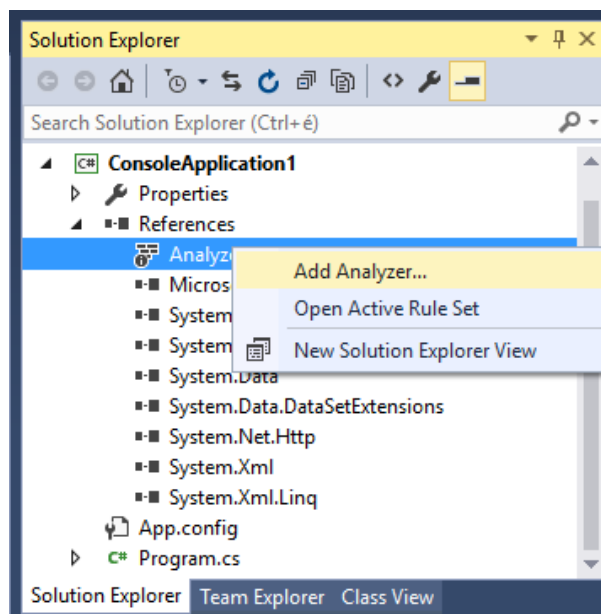 Solution Explorer
Search Solution Explorer (Ctrl+é)
C# ConsoleApplication1
Properties
References
Add Analyzer...
Open Active Rule Set
New Solution Explorer View
System
System
System.Data
System.Data.DataSetExtensions
System.Net.Http
System.Xml
System.Xml.Linq
App.config
C# Program.cs
Solution Explorer Team Explorer Class View